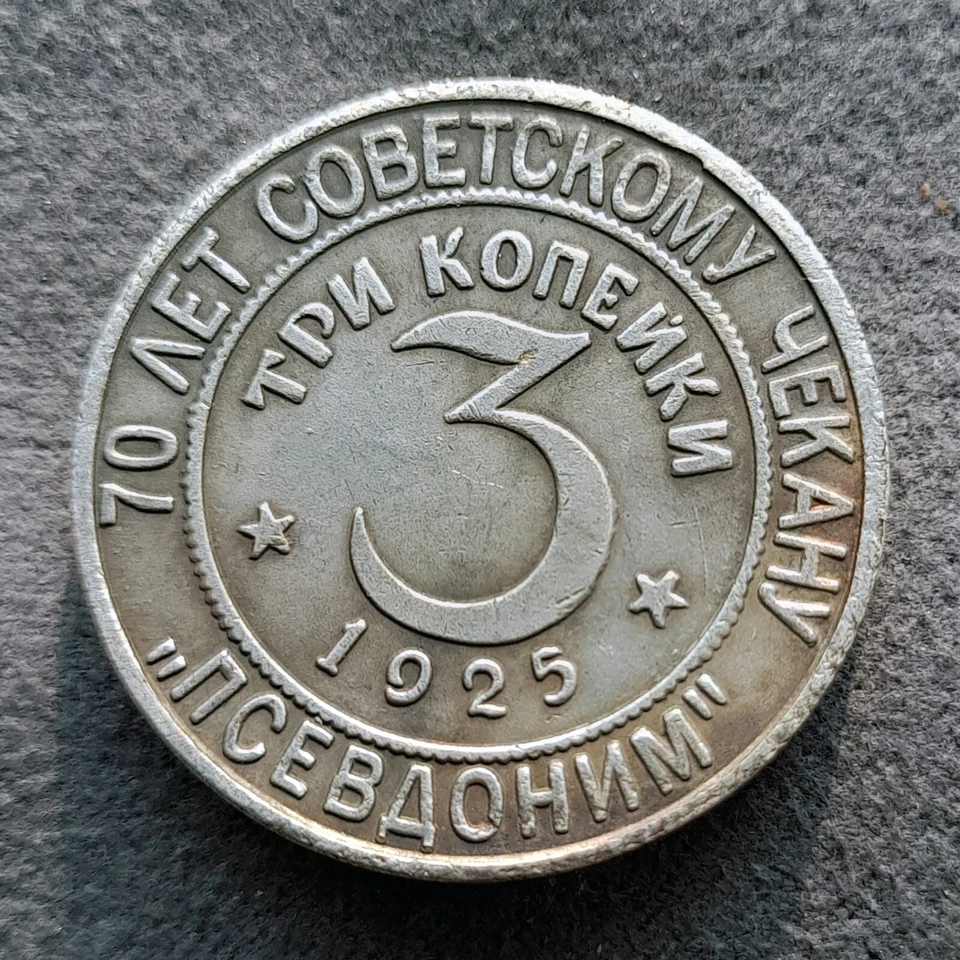 70 ЛЕТ СОВЕТСКОМУ ЧЕКАНУ
"ПСЕВДОНИМ"
ТРИ КОПЕЙКИ
3
1925